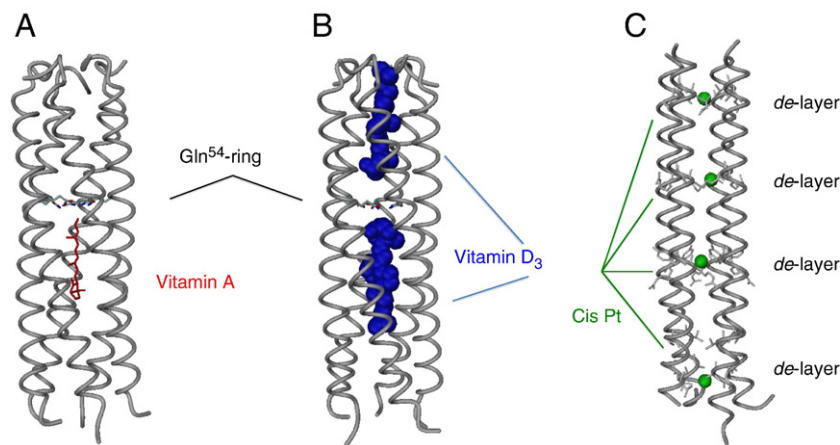 A
B
C
Gln54-ring
Vitamin A
Vitamin D3
Cis Pt
de-layer
de-layer
de-layer
de-layer